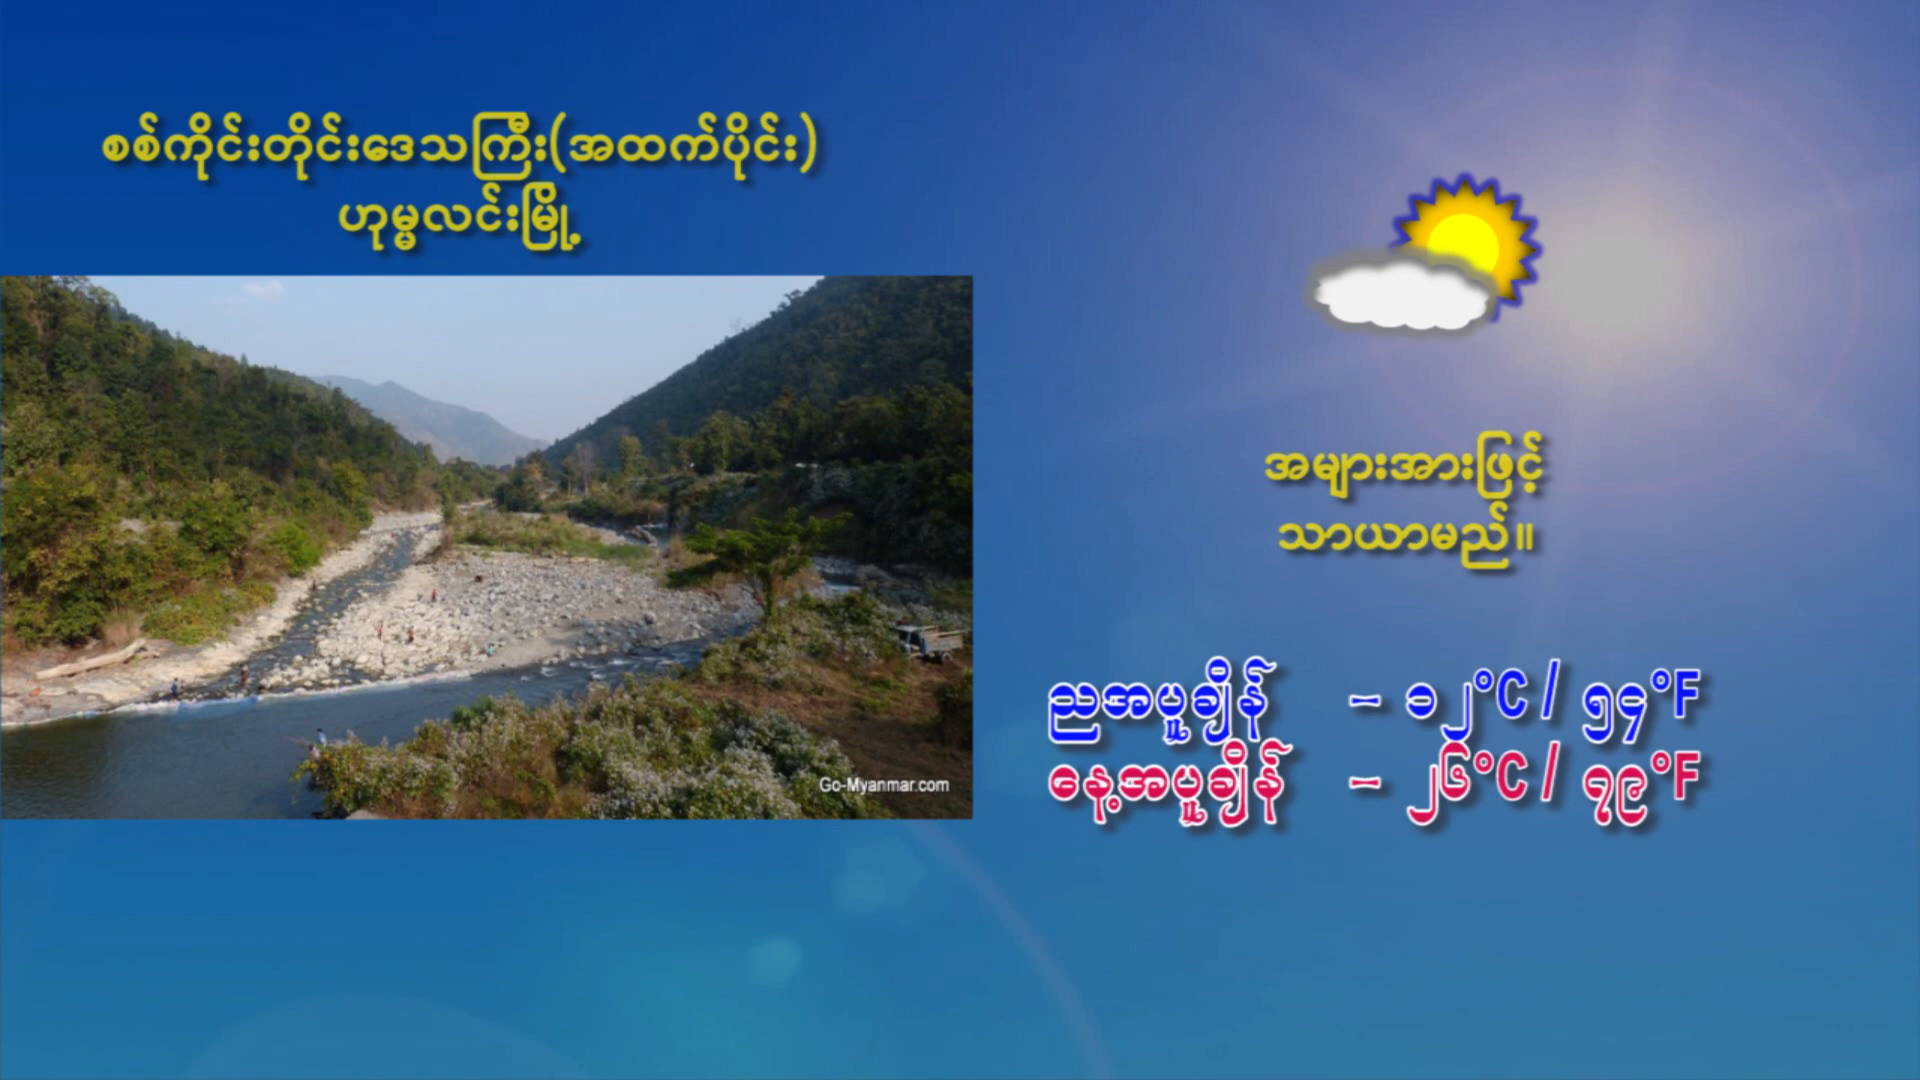 စစ်ကိုင်းတိုင်းဒေသကြီး(အထက်ပိုင်း)
ဟုမ္မလင်းမြို့
Go-Myanmar.com
အများအားဖြင့်
သာယာမည်။
ညအပူချိန် - ၁၂°C / ၅၄°F
နေ့အပူချိန် - ၂၆°C / ၇၉°F